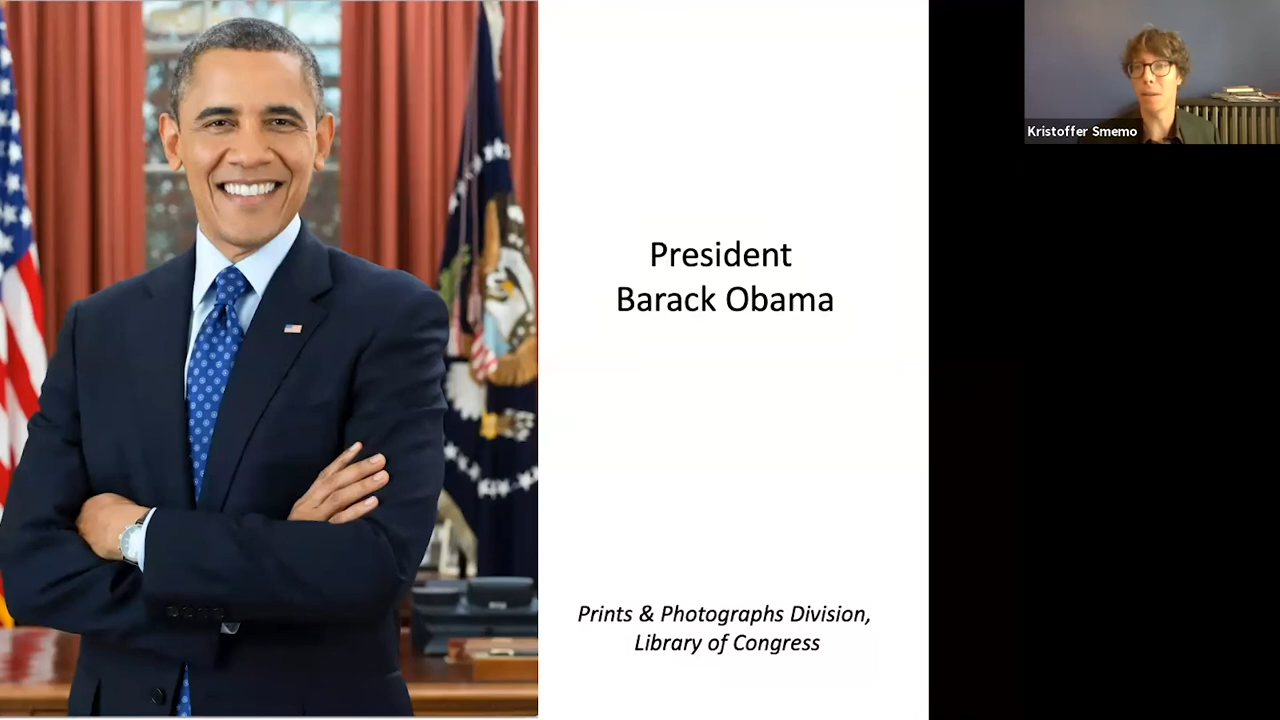 President
Barack Obama
Prints & Photographs Division,
Library of Congress
Kristoffer Smemo